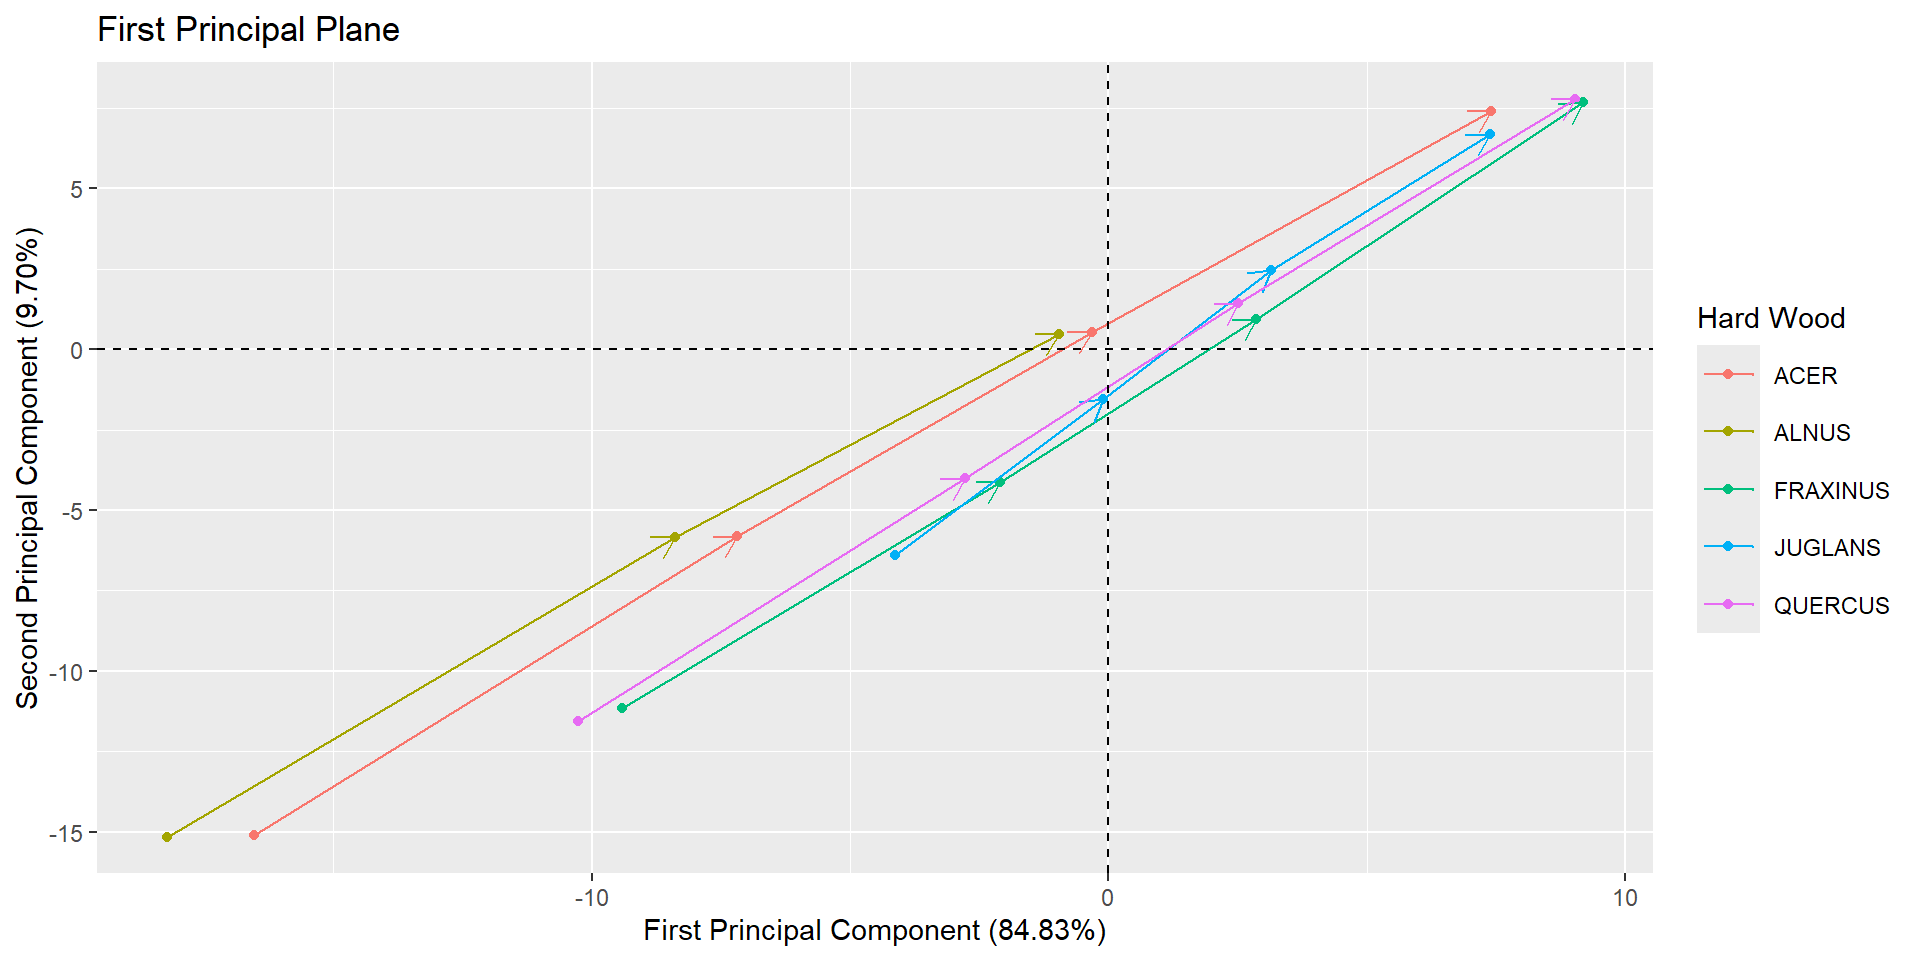 First Principal Plane
Second Principal Component (9.70%)
5
0
-5
-10
-15
-10
0
10
First Principal Component (84.83%)
Hard Wood
ACER
ALNUS
FRAXINUS
JUGLANS
QUERCUS